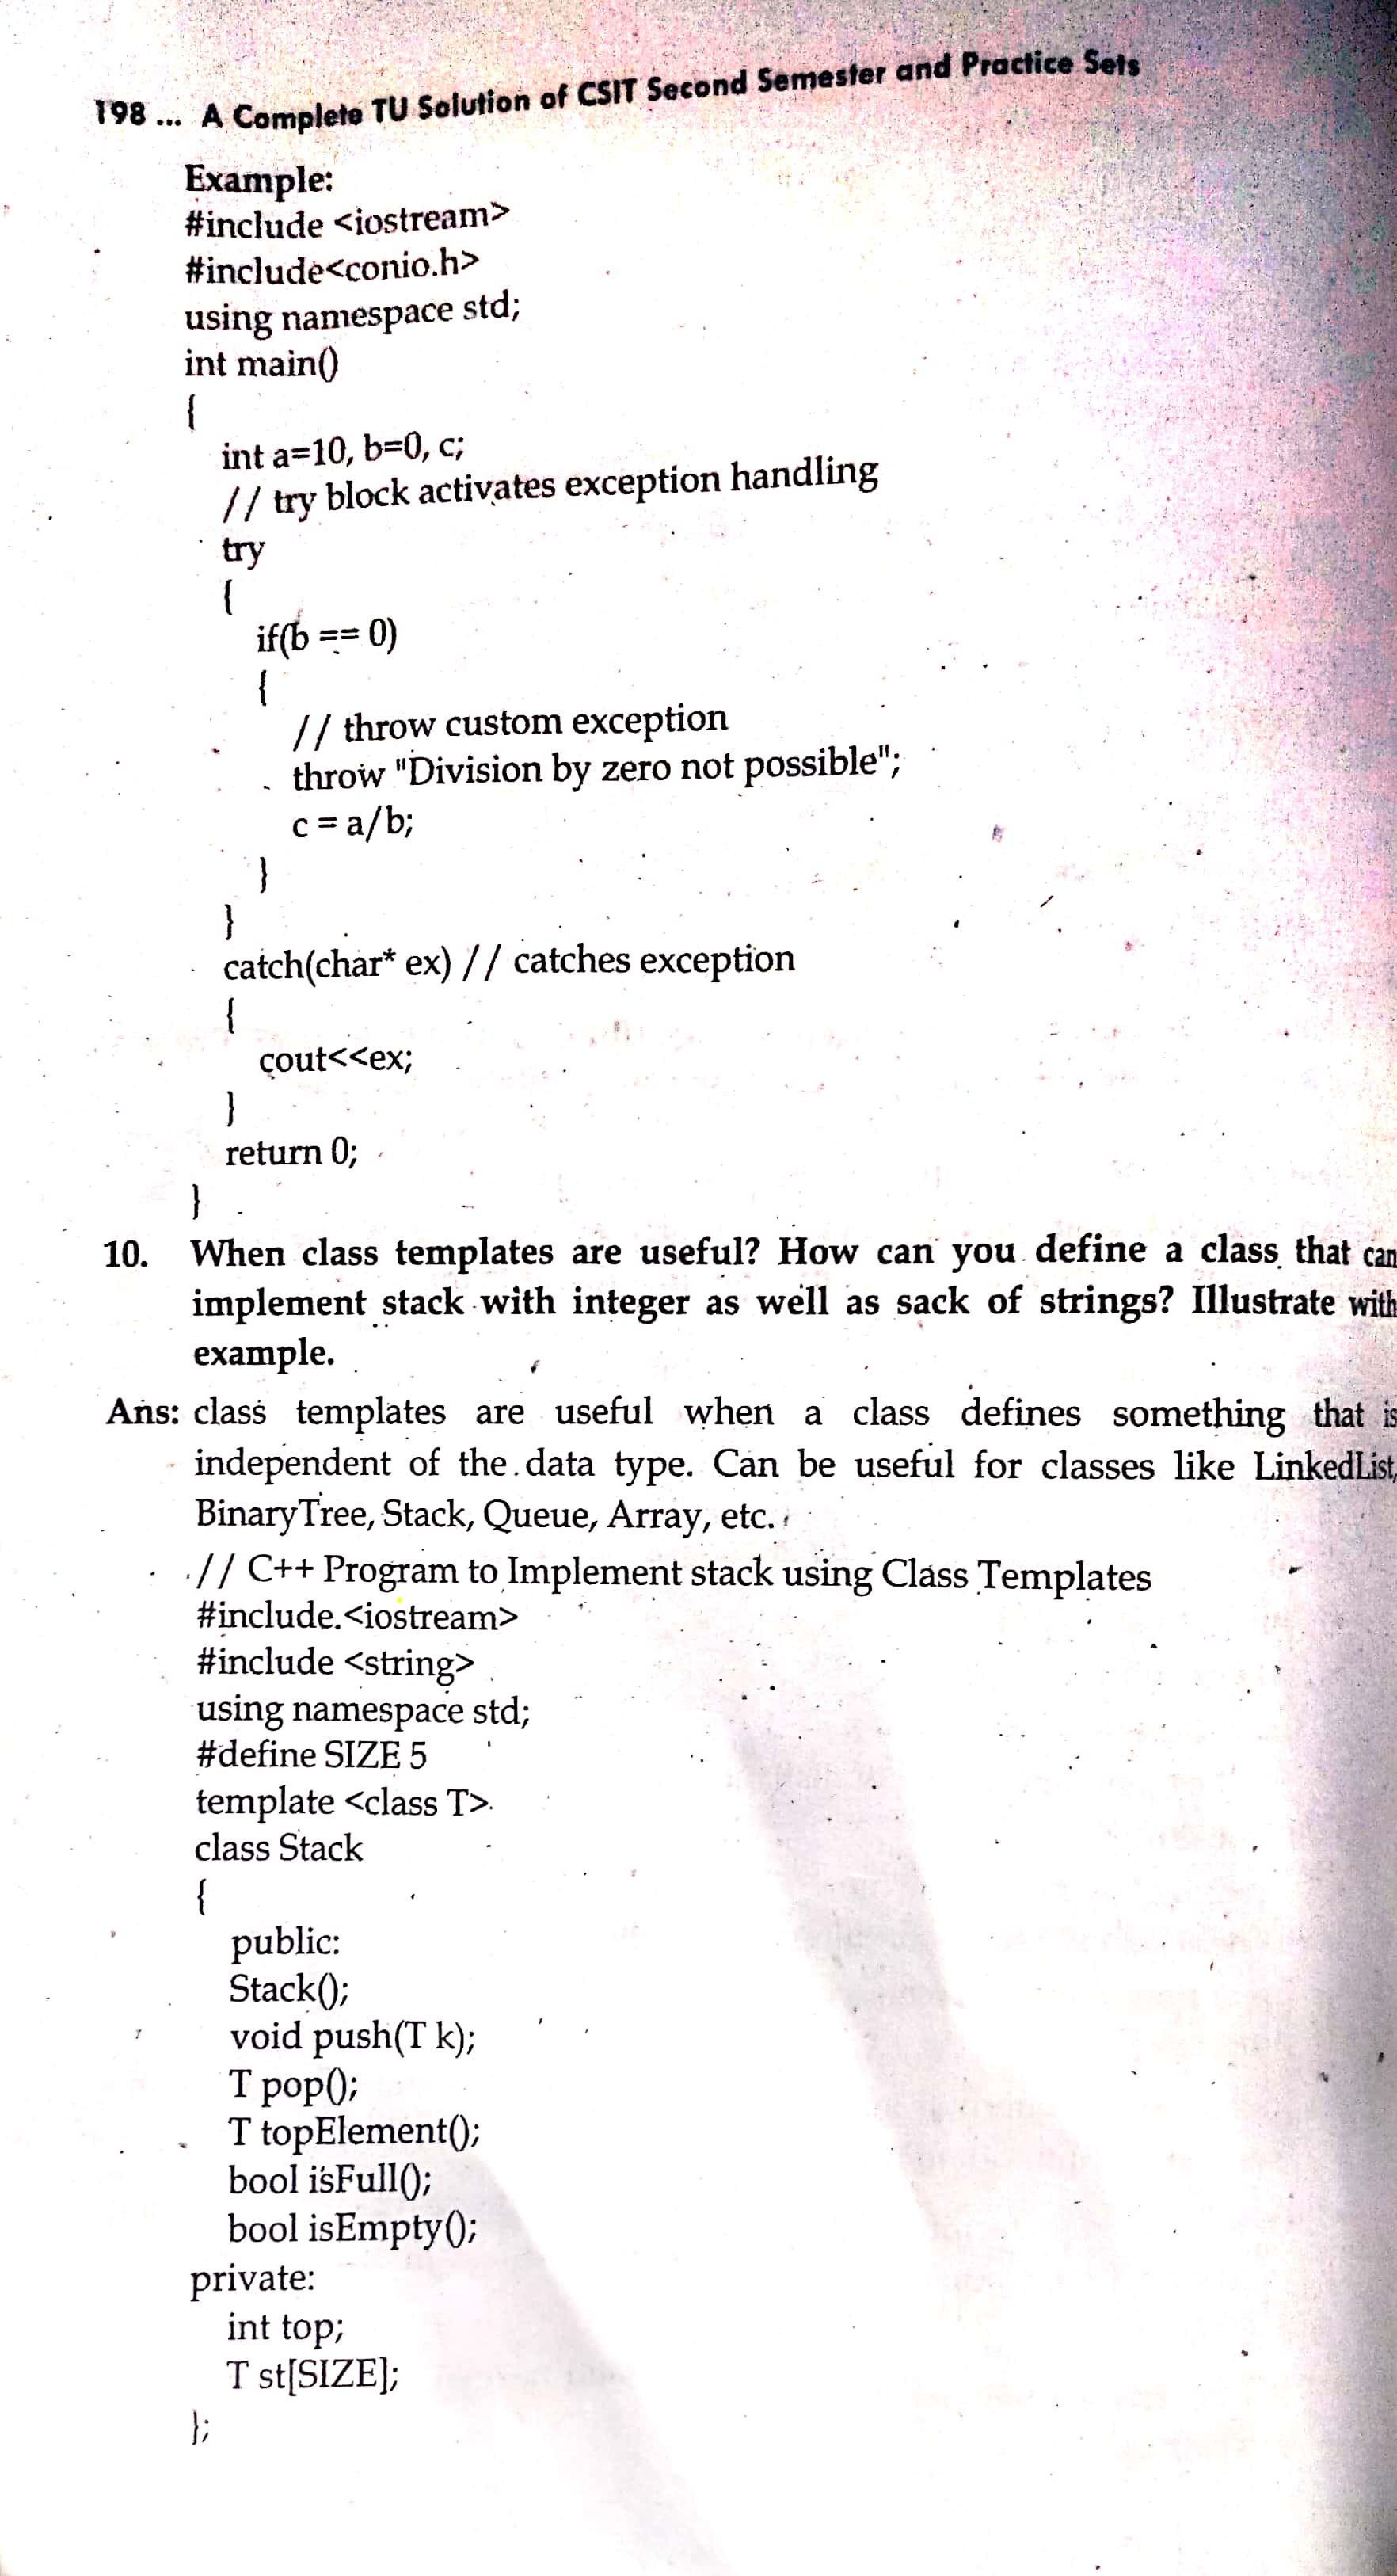 198 ... A Complete TU Solution of CSIT Second Semester and Practice Sets
Example:
#include <iostream>
#include<conio.h>
using namespace std;
int main()
{
int a=10, b=0, c;
// try block activates exception handling
try
{
if(b == 0)
{
// throw custom exception
throw "Division by zero not possible";
c = a/b;
}
}
catch(char* ex) // catches exception
{
cout<<ex;
}
return 0;
}
10. When class templates are useful? How can you define a class that can
implement stack with integer as well as sack of strings? Illustrate with
example.
Ans: class templates are useful when a class defines something that is
independent of the data type. Can be useful for classes like LinkedList,
BinaryTree, Stack, Queue, Array, etc.
// C++ Program to Implement stack using Class Templates
#include <iostream>
#include <string>
using namespace std;
#define SIZE 5
template <class T>
class Stack
{
public:
Stack();
void push(T k);
T pop();
T topElement();
bool isFull();
bool isEmpty();
private:
int top;
T st[SIZE];
};